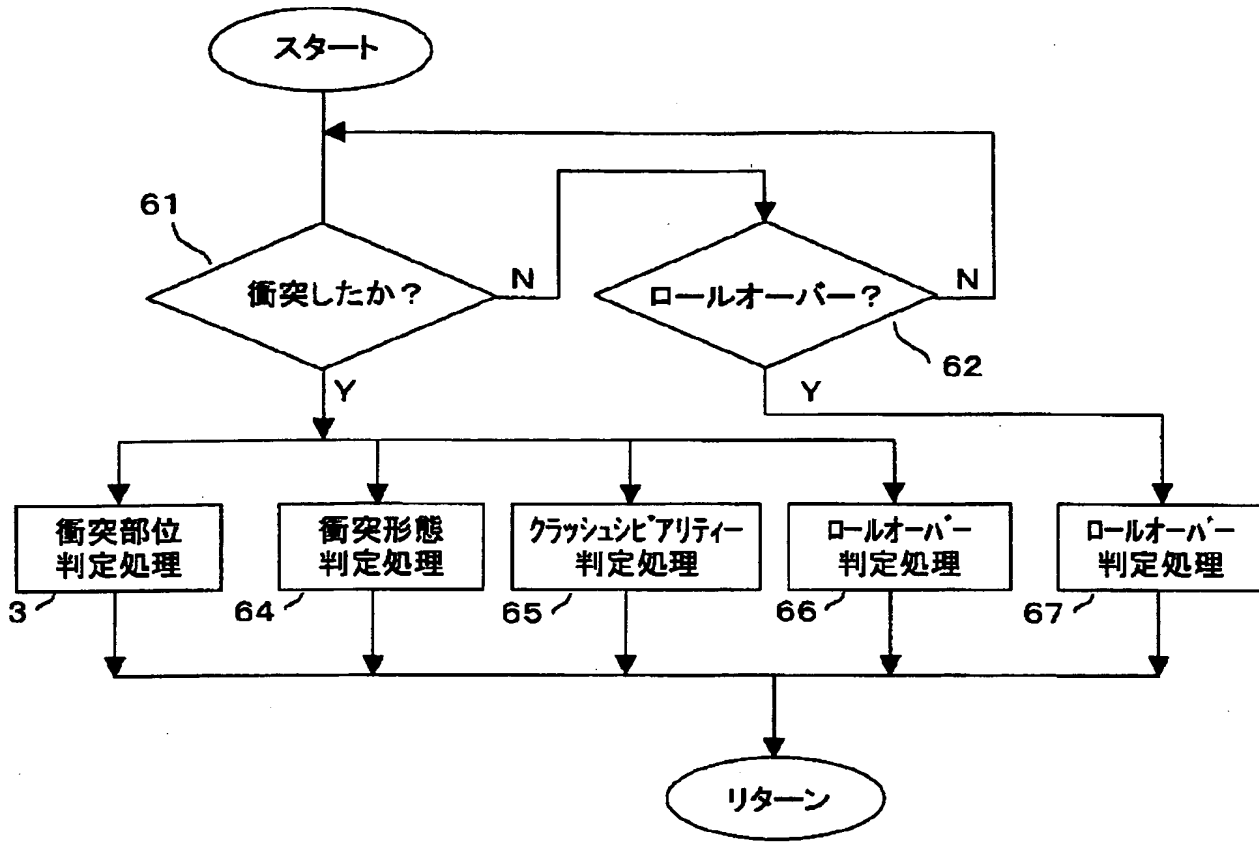 スタート
61
衝突したか？
N
ロールオーバー？
N
62
Y
Y
衝突部位
判定処理
3
衝突形態
判定処理
64
クラッシュシビアリティー
判定処理
65
ロールオーバー
判定処理
66
ロールオーバー
判定処理
67
リターン